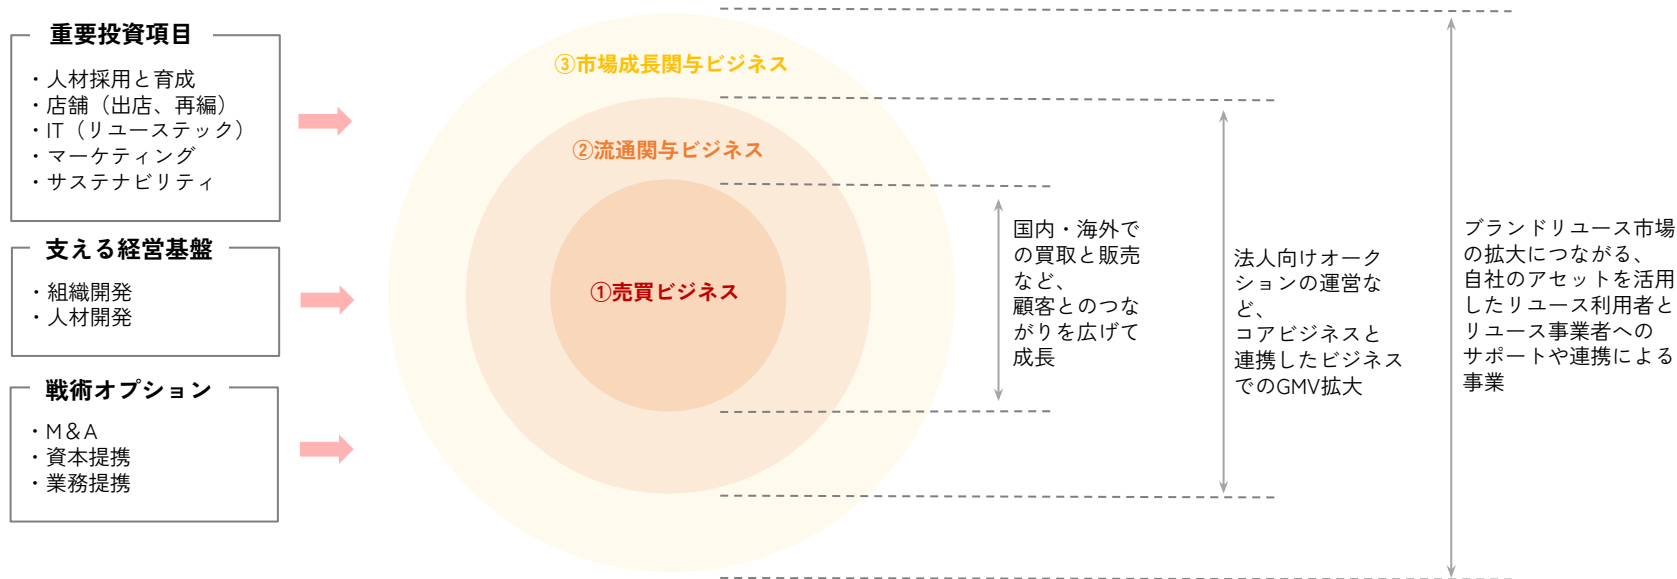 重要投資項目
・人材採用と育成
・店舗（出店、再編）
・IT（リユーステック）
・マーケティング
・サステナビリティ
支える経営基盤
・組織開発
・人材開発
戦術オプション
・M＆A
・資本提携
・業務提携
③市場成長関与ビジネス
②流通関与ビジネス
①売買ビジネス
国内・海外で
の買取と販売
など、
顧客とのつな
がりを広げて
成長
法人向けオーク
ションの運営な
ど、
コアビジネスと
連携したビジネス
でのGMV拡大
ブランドリユース市場
の拡大につながる、
自社のアセットを活用
したリユース利用者と
リユース事業者への
サポートや連携による
事業